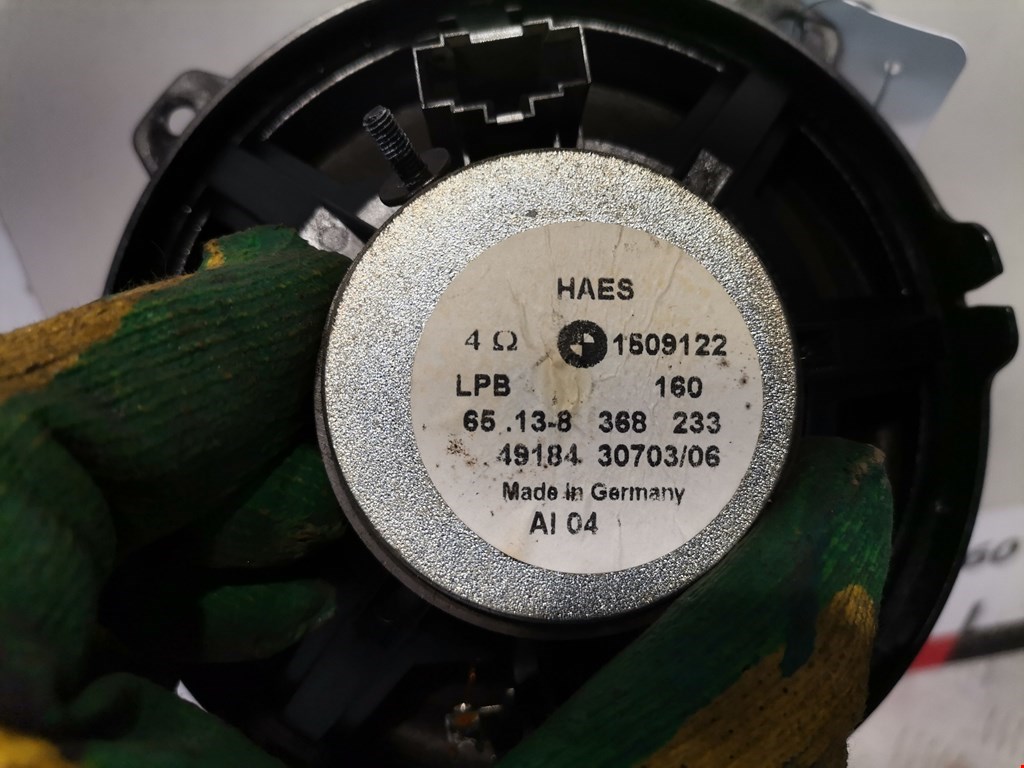 HAES
4 Ω 1509122
LPB 160
65 .13-8 368 233
49184 30703/06
Made in Germany
AI 04